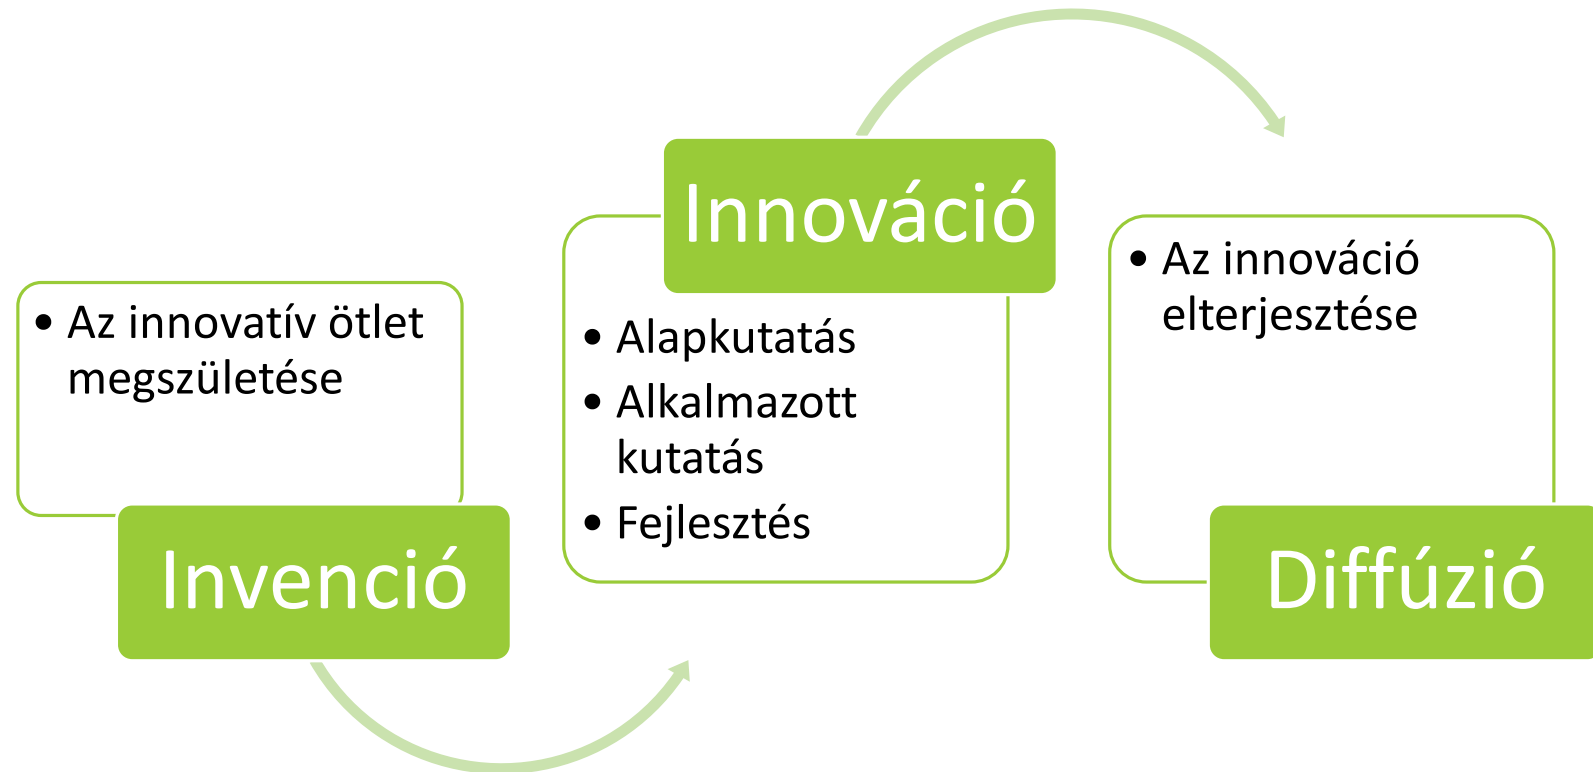 • Az innovatív ötlet
megszületése
Invenció
Innováció
• Alapkutatás
• Alkalmazott
kutatás
• Fejlesztés
• Az innováció
elterjesztése
Diffúzió